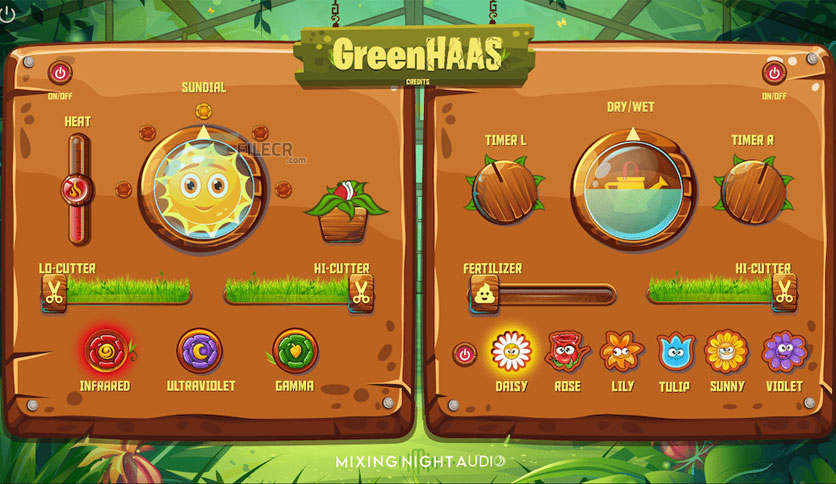 GreenHAAS
CREDITS
ON/OFF
SUNDIAL
HEAT
FILECR
.com
LO-CUTTER
HI-CUTTER
INFRARED
ULTRAVIOLET
GAMMA
ON/OFF
DRY/WET
TIMER L
TIMER R
FERTILIZER
HI-CUTTER
DAISY
ROSE
LILY
TULIP
SUNNY
VIOLET
MIXING NIGHT AUDIO